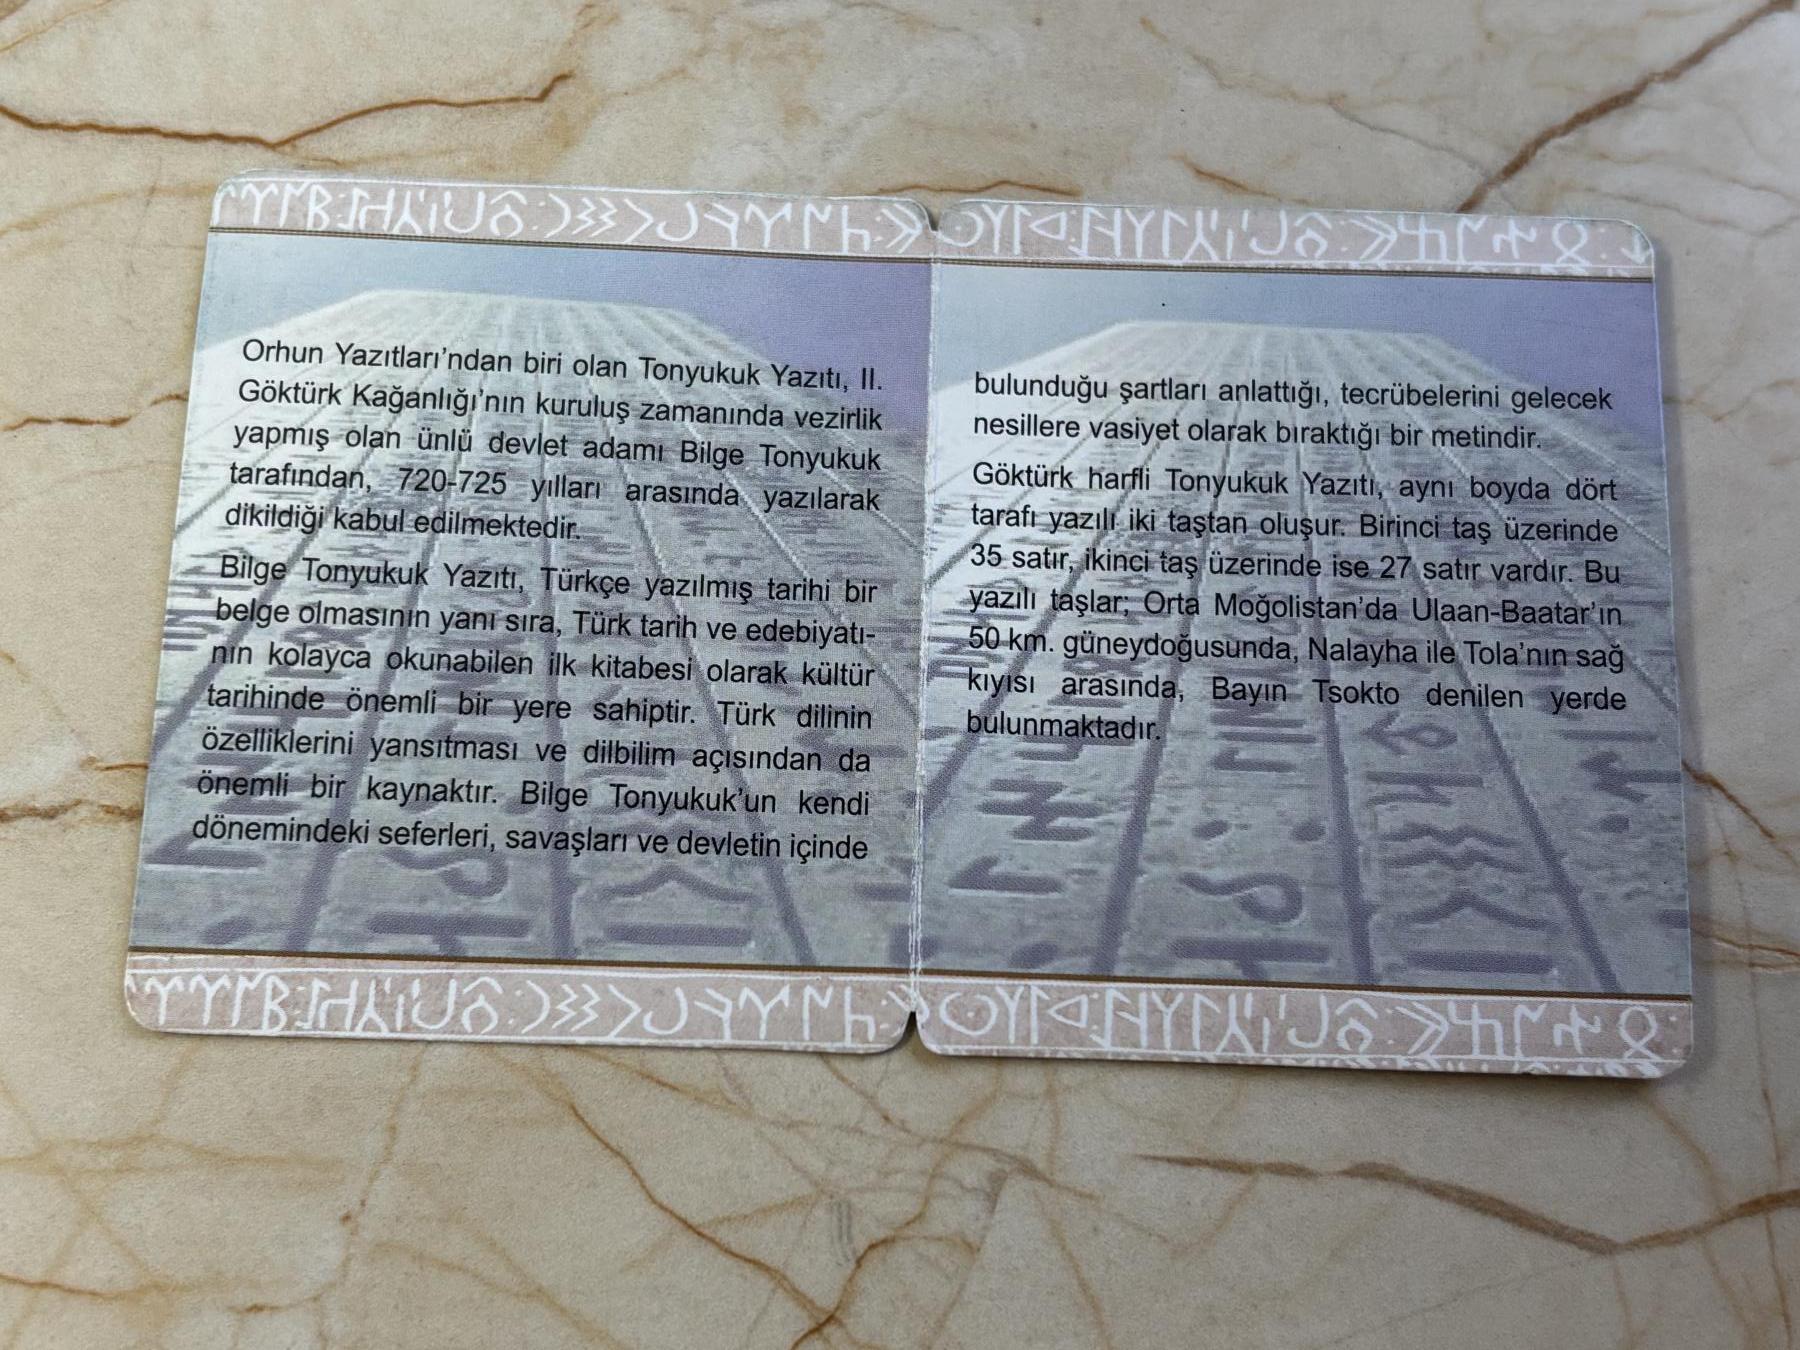 Orhun Yazıtları'ndan biri olan Tonyukuk Yazıtı, II.
Göktürk Kağanlığı'nın kuruluş zamanında vezirlik
yapmış olan ünlü devlet adamı Bilge Tonyukuk
tarafından, 720-725 yılları arasında yazılarak
dikildiği kabul edilmektedir.
Bilge Tonyukuk Yazıtı, Türkçe yazılmış tarihi bir
belge olmasının yanı sıra, Türk tarih ve edebiyatı-
nın kolayca okunabilen ilk kitabesi olarak kültür
tarihinde önemli bir yere sahiptir. Türk dilinin
özelliklerini yansıtması ve dilbilim açısından da
önemli bir kaynaktır. Bilge Tonyukuk'un kendi
dönemindeki seferleri, savaşları ve devletin içinde
bulunduğu şartları anlattığı, tecrübelerini gelecek
nesillere vasiyet olarak bıraktığı bir metindir.
Göktürk harfli Tonyukuk Yazıtı, aynı boyda dört
tarafı yazılı iki taştan oluşur. Birinci taş üzerinde
35 satır, ikinci taş üzerinde ise 27 satır vardır. Bu
yazılı taşlar; Orta Moğolistan'da Ulaan-Baatar'ın
50 km. güneydoğusunda, Nalayha ile Tola'nın sağ
kıyısı arasında, Bayın Tsokto denilen yerde
bulunmaktadır.